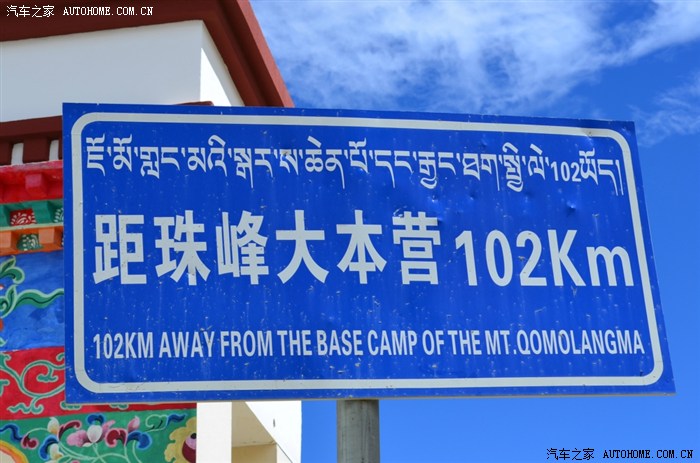 汽车之家 AUTOHOME.COM.CN
ཇོ་མོ་གླང་མའི་སྒར་ས་ཆེན་པོ་དང་རྒྱང་ཐག་སྤྱི་ལེ་102ཡོད།
距珠峰大本营102Km
102KM AWAY FROM THE BASE CAMP OF THE MT.QOMOLANGMA
汽车之家 AUTOHOME.COM.CN